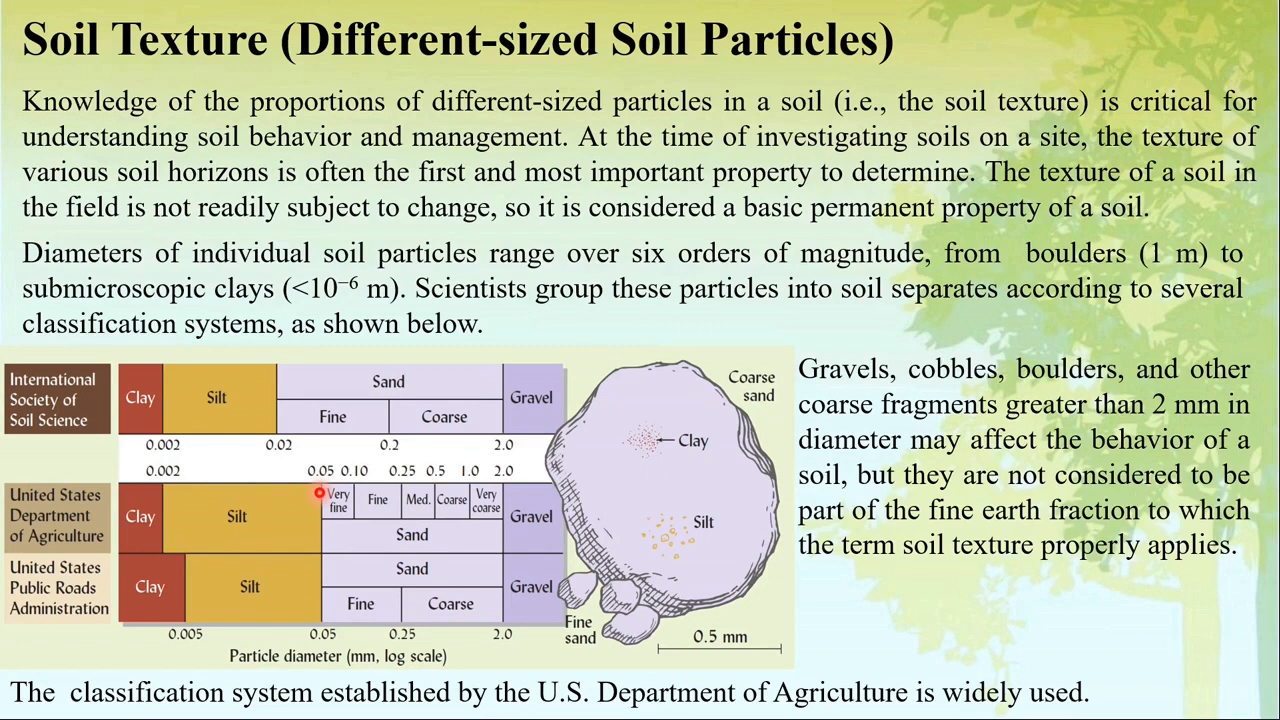 Soil Texture (Different-sized Soil Particles)
Knowledge of the proportions of different-sized particles in a soil (i.e., the soil texture) is critical for
understanding soil behavior and management. At the time of investigating soils on a site, the texture of
various soil horizons is often the first and most important property to determine. The texture of a soil in
the field is not readily subject to change, so it is considered a basic permanent property of a soil.
Diameters of individual soil particles range over six orders of magnitude, from boulders (1 m) to
submicroscopic clays (<10⁻⁶ m). Scientists group these particles into soil separates according to several
classification systems, as shown below.
International
Society of
Soil Science
Clay
Silt
Sand
Fine
Coarse
Gravel
0.002 0.02 0.2 2.0
0.002 0.05 0.10 0.25 0.5 1.0 2.0
United States
Department
of Agriculture
Clay
Silt
Very
fine
Fine
Med.
Coarse
Very
coarse
Sand
Gravel
United States
Public Roads
Administration
Clay
Silt
Sand
Fine
Coarse
Gravel
0.005 0.05 0.25 2.0
Particle diameter (mm, log scale)
Coarse
sand
Clay
Silt
Fine
sand
0.5 mm
Gravels, cobbles, boulders, and other
coarse fragments greater than 2 mm in
diameter may affect the behavior of a
soil, but they are not considered to be
part of the fine earth fraction to which
the term soil texture properly applies.
The classification system established by the U.S. Department of Agriculture is widely used.